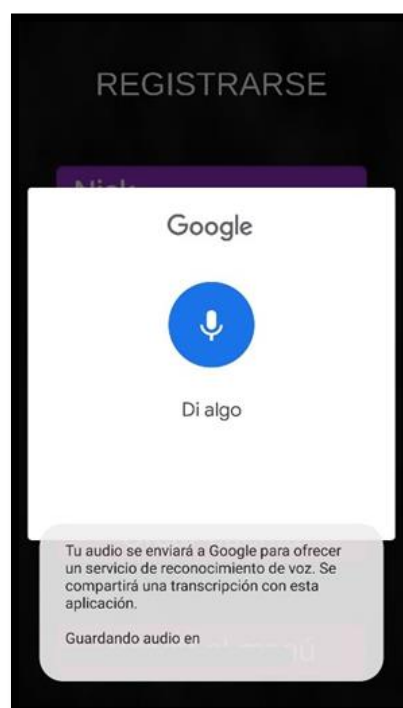 REGISTRARSE
Nick
Google
Di algo
Tu audio se enviará a Google para ofrecer
un servicio de reconocimiento de voz. Se
compartirá una transcripción con esta
aplicación.
Guardando audio en